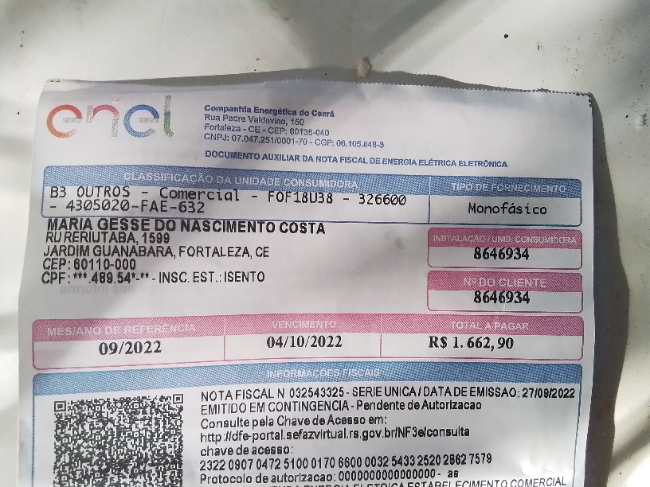 enel
Companhia Energética do Ceará
Rua Padre Valdevino, 150
Fortaleza - CE - CEP: 60135-040
CNPJ: 07.047.251/0001-70 - CGF: 06.105.848-3
DOCUMENTO AUXILIAR DA NOTA FISCAL DE ENERGIA ELÉTRICA ELETRÔNICA
CLASSIFICAÇÃO DA UNIDADE CONSUMIDORA
B3 OUTROS - Comercial - FOF18U38 - 326600
- 4305020-FAE-632
TIPO DE FORNECIMENTO
Monofásico
MARIA GESSE DO NASCIMENTO COSTA
RU RERIUTABA, 1599
JARDIM GUANABARA, FORTALEZA, CE
CEP: 60110-000
CPF: ***.489.54*-** - INSC. EST.: ISENTO
INSTALAÇÃO / UNID. CONSUMIDORA
8646934
Nº DO CLIENTE
8646934
MÊS/ANO DE REFERÊNCIA
09/2022
VENCIMENTO
04/10/2022
TOTAL A PAGAR
R$ 1.662,90
INFORMAÇÕES FISCAIS
NOTA FISCAL N 032543325 - SERIE UNICA / DATA DE EMISSAO: 27/09/2022
EMITIDO EM CONTINGENCIA - Pendente de Autorizacao
Consulte pela Chave de Acesso em:
http://dfe-portal.sefazvirtual.rs.gov.br/NF3e/consulta
chave de acesso:
2322 0907 0472 5100 0170 6600 0032 5433 2520 2862 7579
Protocolo de autorizacao: 0000000000000000 - as
ENERGIA ELETRICA ESTABELECIMENTO COMERCIAL